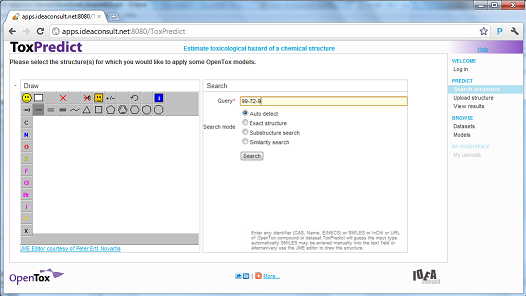 apps.ideaconsult.net:8080/To
apps.ideaconsult.net:8080/ToxPredict
ToxPredict
Estimate toxicological hazard of a chemical structure
Help
Please select the structure(s) for which you would like to apply some OpenTox models.
Draw
Search
Query*
99-72-9
Search mode
Auto detect
Exact structure
Substructure search
Similarity search
Search
+/-
C
N
O
S
F
Cl
Br
I
X
Enter any identifier (CAS, Name, EINECS) or SMILES or InChI or URL
of OpenTox compound or dataset.ToxPredict will guess the input type
automatically. SMILES may be entered manually into the text field or
alternatively use the JME editor to draw the structure.
JME Editor courtesy of Peter Ertl, Novartis
WELCOME
Log in
PREDICT
Search structure
Upload structure
View results
BROWSE
Datasets
Models
MY WORKSPACE
My uploads
OpenTox
More...
IDEA